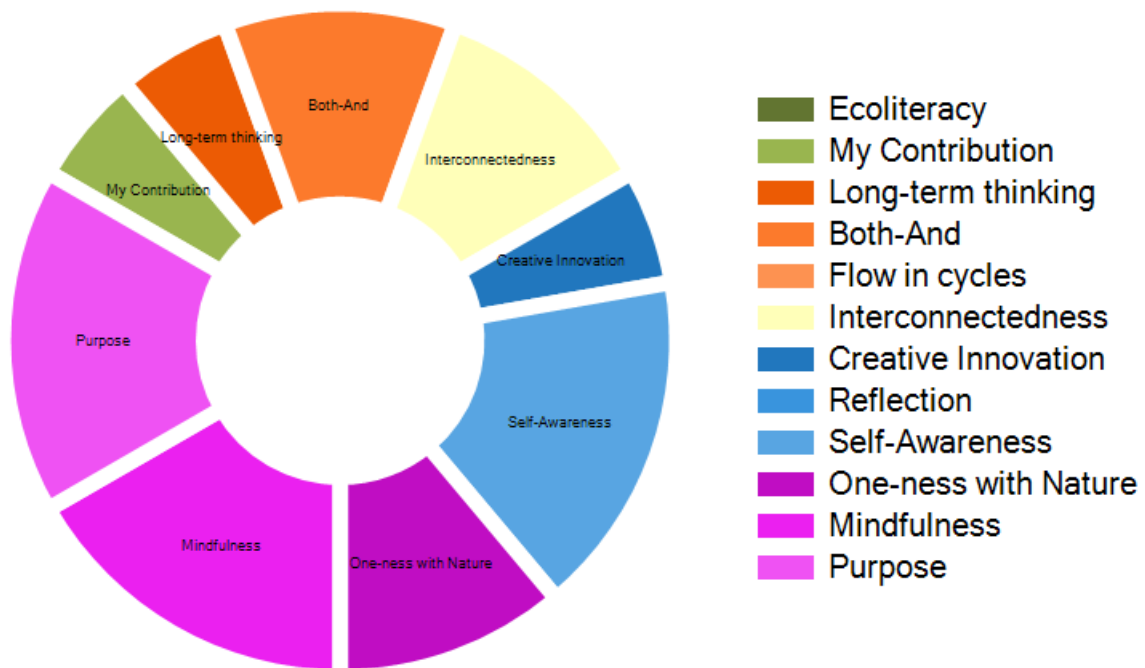 Both-And
Long-term thinking
Interconnectedness
My Contribution
Creative Innovation
Purpose
Self-Awareness
Mindfulness
One-ness with Nature
Ecoliteracy
My Contribution
Long-term thinking
Both-And
Flow in cycles
Interconnectedness
Creative Innovation
Reflection
Self-Awareness
One-ness with Nature
Mindfulness
Purpose